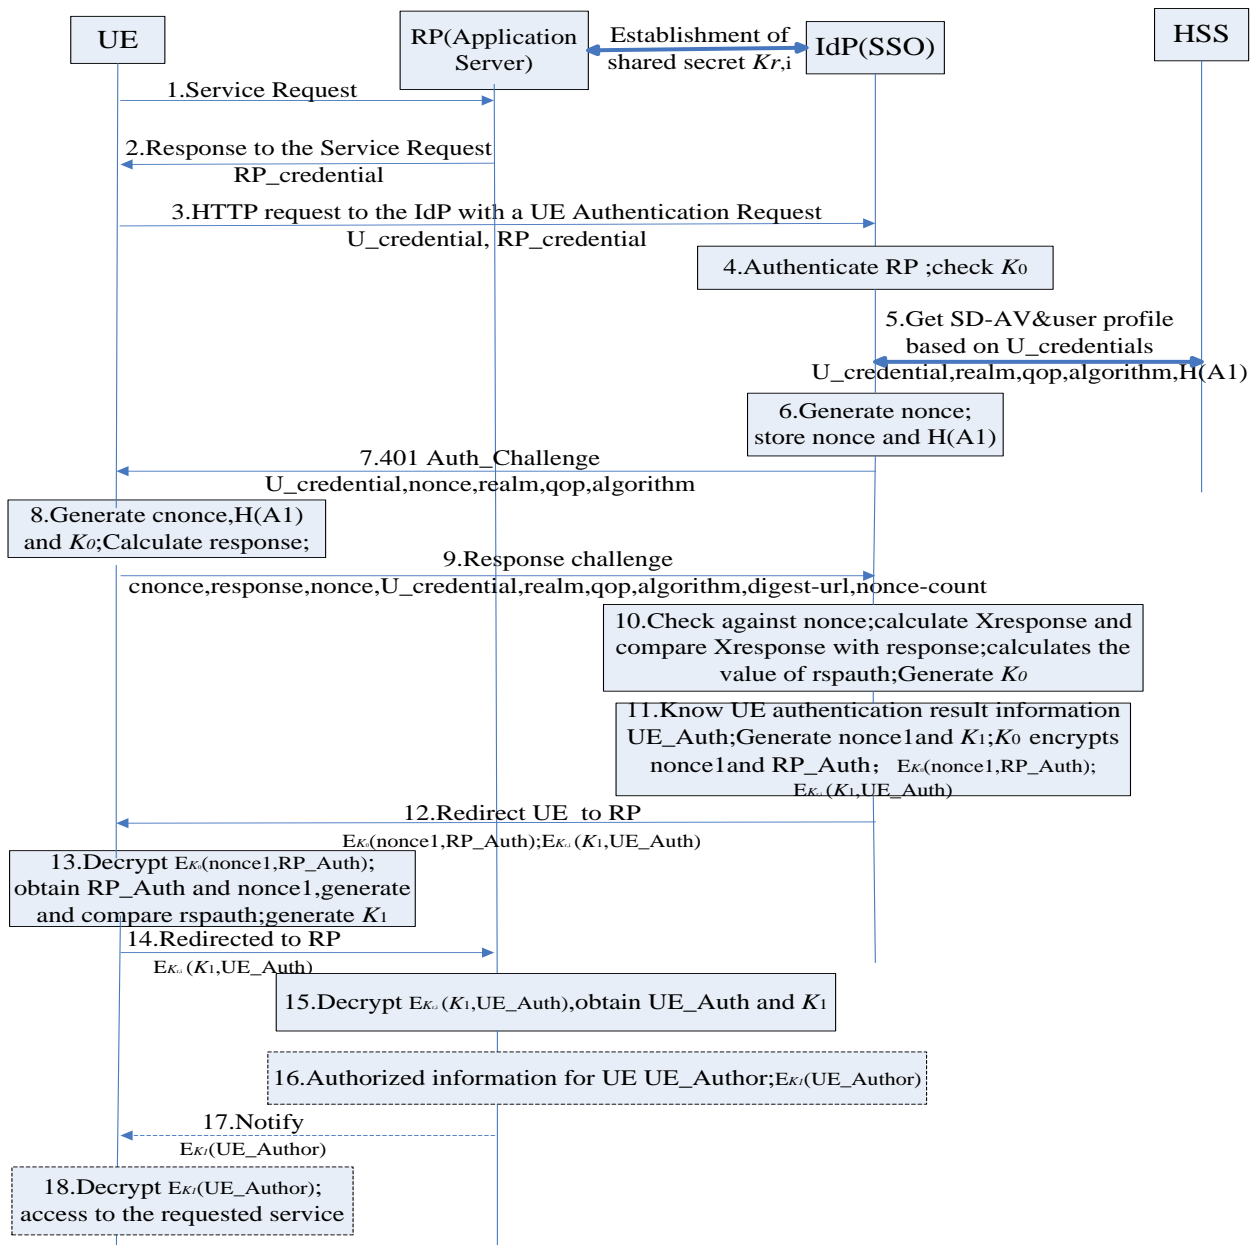 UE
RP(Application
Server)
Establishment of
shared secret Kr,i
IdP(SSO)
HSS
1.Service Request
2.Response to the Service Request
RP_credential
3.HTTP request to the IdP with a UE Authentication Request
U_credential, RP_credential
4.Authenticate RP ;check K0
5.Get SD-AV&user profile
based on U_credentials
U_credential,realm,qop,algorithm,H(A1)
6.Generate nonce;
store nonce and H(A1)
7.401 Auth_Challenge
U_credential,nonce,realm,qop,algorithm
8.Generate cnonce,H(A1)
and K0;Calculate response;
9.Response challenge
cnonce,response,nonce,U_credential,realm,qop,algorithm,digest-url,nonce-count
10.Check against nonce;calculate Xresponse and
compare Xresponse with response;calculates the
value of rspauth;Generate K0
11.Know UE authentication result information
UE_Auth;Generate nonce1and K1;K0 encrypts
nonce1and RP_Auth; EK0(nonce1,RP_Auth);
EKr,i(K1,UE_Auth)
12.Redirect UE to RP
EK0(nonce1,RP_Auth);EKr,i(K1,UE_Auth)
13.Decrypt EK0(nonce1,RP_Auth);
obtain RP_Auth and nonce1,generate
and compare rspauth;generate K1
14.Redirected to RP
EKr,i(K1,UE_Auth)
15.Decrypt EKr,i(K1,UE_Auth),obtain UE_Auth and K1
16.Authorized information for UE UE_Author;EK1(UE_Author)
17.Notify
EK1(UE_Author)
18.Decrypt EK1(UE_Author);
access to the requested service